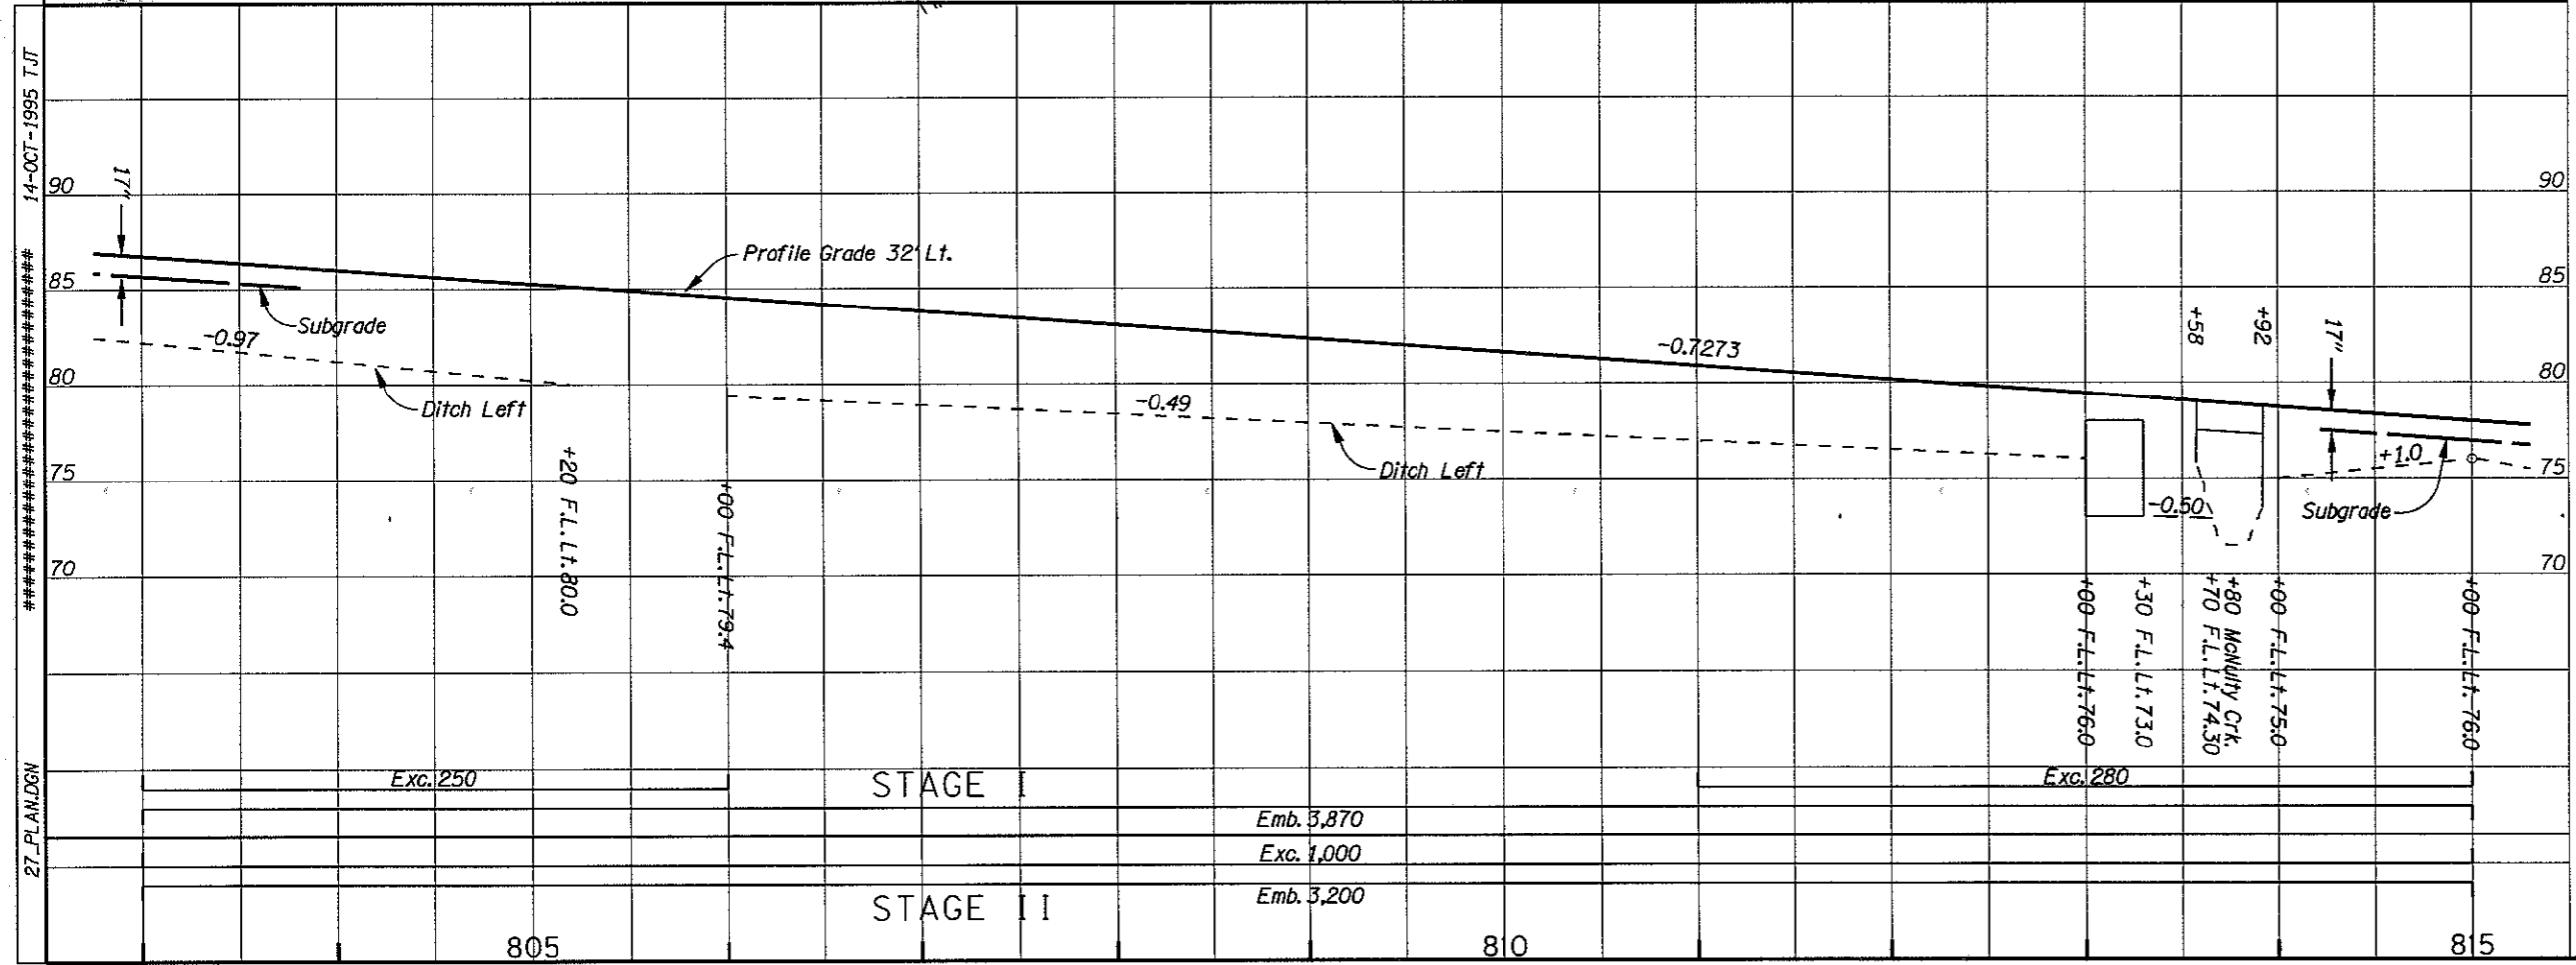 14-OCT-1995 TJT
27_PLAN.DGN
90
90
17"
Profile Grade 32' Lt.
85
85
Subgrade
-0.97
-0.7273
+58
+92
17"
80
80
Ditch Left
-0.49
Ditch Left
+1.0
75
75
-0.50
Subgrade
70
70
+20 F.L. Lt. 80.0
+00 F.L. Lt. 79.4
+00 F.L. Lt. 76.0
+30 F.L. Lt. 73.0
+70 F.L. Lt. 74.30
+80 McNulty Crk.
+00 F.L. Lt. 75.0
+00 F.L. Lt. 76.0
Exc. 250
STAGE I
Exc. 280
Emb. 3,870
Exc. 1,000
STAGE II
Emb. 3,200
805
810
815